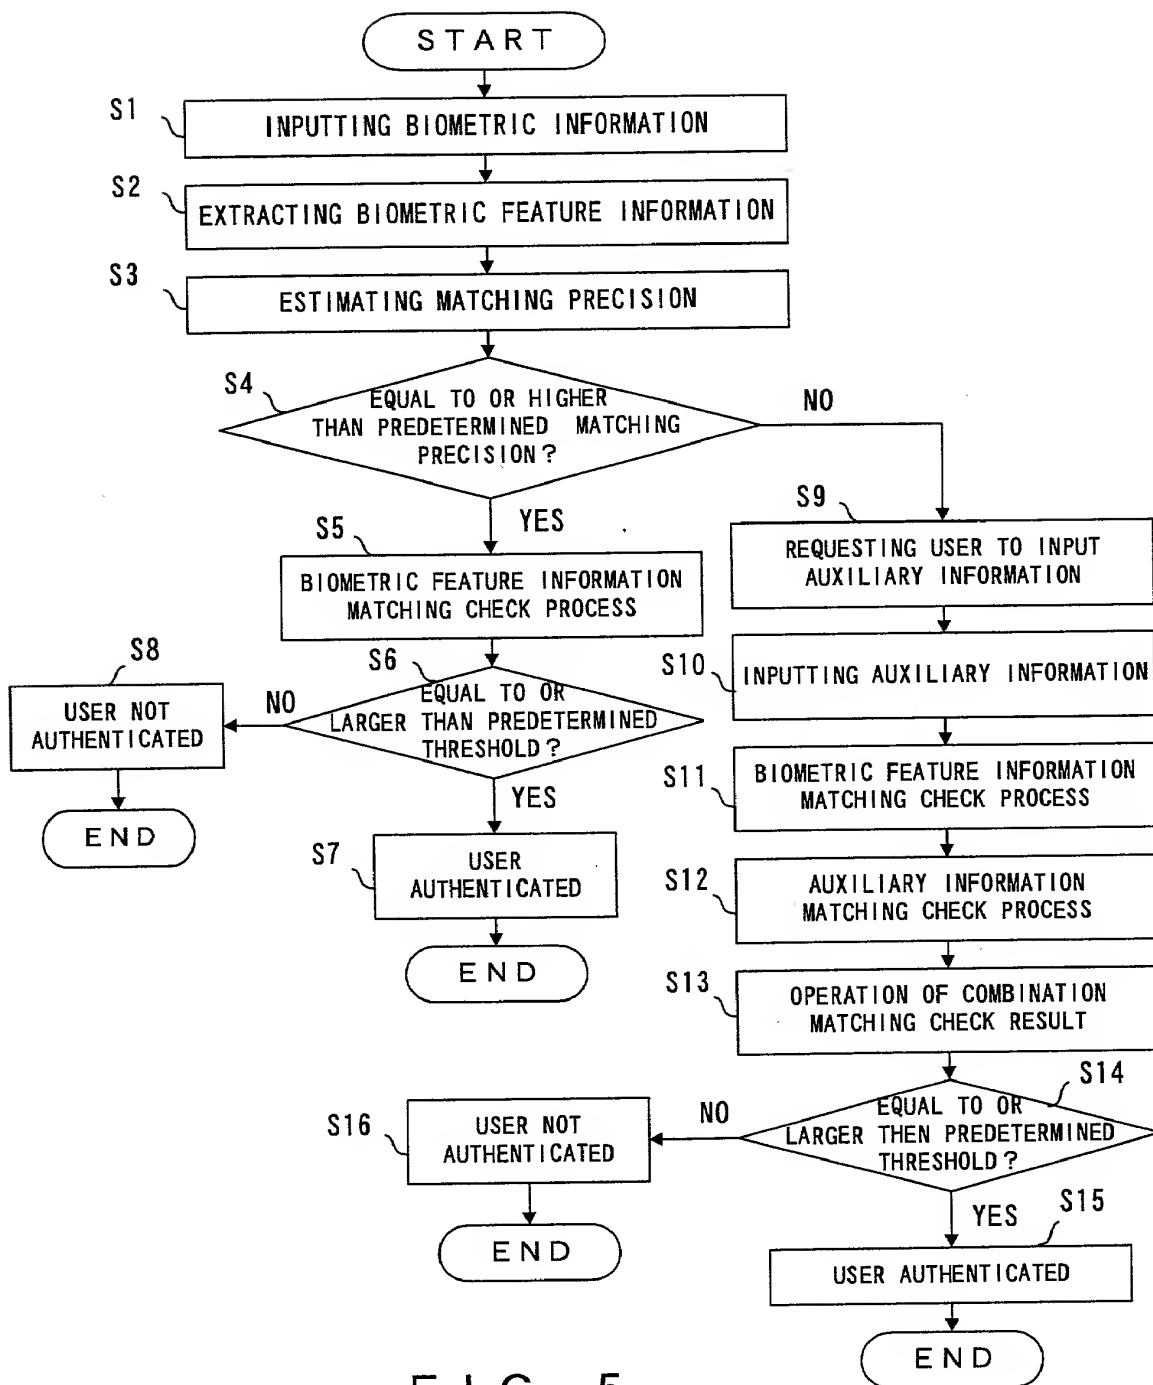 START
S1
INPUTTING BIOMETRIC INFORMATION
S2
EXTRACTING BIOMETRIC FEATURE INFORMATION
S3
ESTIMATING MATCHING PRECISION
S4
EQUAL TO OR HIGHER
THAN PREDETERMINED MATCHING
PRECISION?
NO
YES
S5
BIOMETRIC FEATURE INFORMATION
MATCHING CHECK PROCESS
S6
EQUAL TO OR
LARGER THAN PREDETERMINED
THRESHOLD?
NO
S8
USER NOT
AUTHENTICATED
END
YES
S7
USER
AUTHENTICATED
END
S9
REQUESTING USER TO INPUT
AUXILIARY INFORMATION
S10
INPUTTING AUXILIARY INFORMATION
S11
BIOMETRIC FEATURE INFORMATION
MATCHING CHECK PROCESS
S12
AUXILIARY INFORMATION
MATCHING CHECK PROCESS
S13
OPERATION OF COMBINATION
MATCHING CHECK RESULT
S14
EQUAL TO OR
LARGER THEN PREDETERMINED
THRESHOLD?
NO
S16
USER NOT
AUTHENTICATED
END
YES
S15
USER AUTHENTICATED
END
FIG. 5